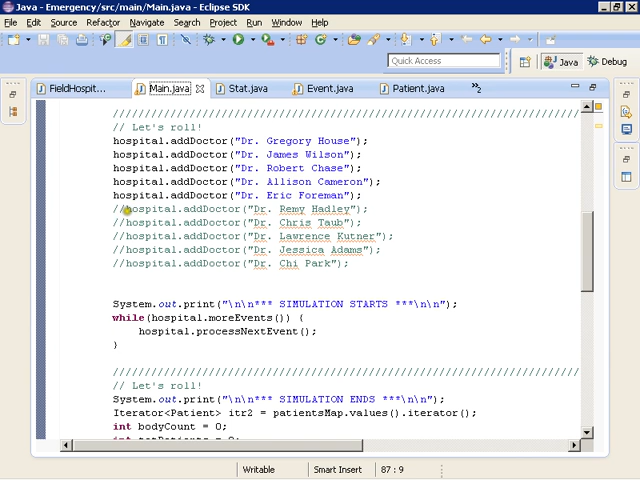 Java - Emergency/src/main/Main.java - Eclipse SDK
File Edit Source Refactor Navigate Search Project Run Window Help
Quick Access
Java
Debug
FieldHospit...
Main.java
Stat.java
Event.java
Patient.java
»2
////////////////////////////////////////////////////////////////////////
// Let's roll!
hospital.addDoctor("Dr. Gregory House");
hospital.addDoctor("Dr. James Wilson");
hospital.addDoctor("Dr. Robert Chase");
hospital.addDoctor("Dr. Allison Cameron");
hospital.addDoctor("Dr. Eric Foreman");
//hospital.addDoctor("Dr. Remy Hadley");
//hospital.addDoctor("Dr. Chris Taub");
//hospital.addDoctor("Dr. Lawrence Kutner");
//hospital.addDoctor("Dr. Jessica Adams");
//hospital.addDoctor("Dr. Chi Park");
System.out.print("\n\n*** SIMULATION STARTS ***\n\n");
while(hospital.moreEvents()) {
hospital.processNextEvent();
}
////////////////////////////////////////////////////////////////////////
// Let's roll!
System.out.print("\n\n*** SIMULATION ENDS ***\n\n");
Iterator<Patient> itr2 = patientsMap.values().iterator();
int bodyCount = 0;
int totPatients = 0;
Writable
Smart Insert
87 : 9